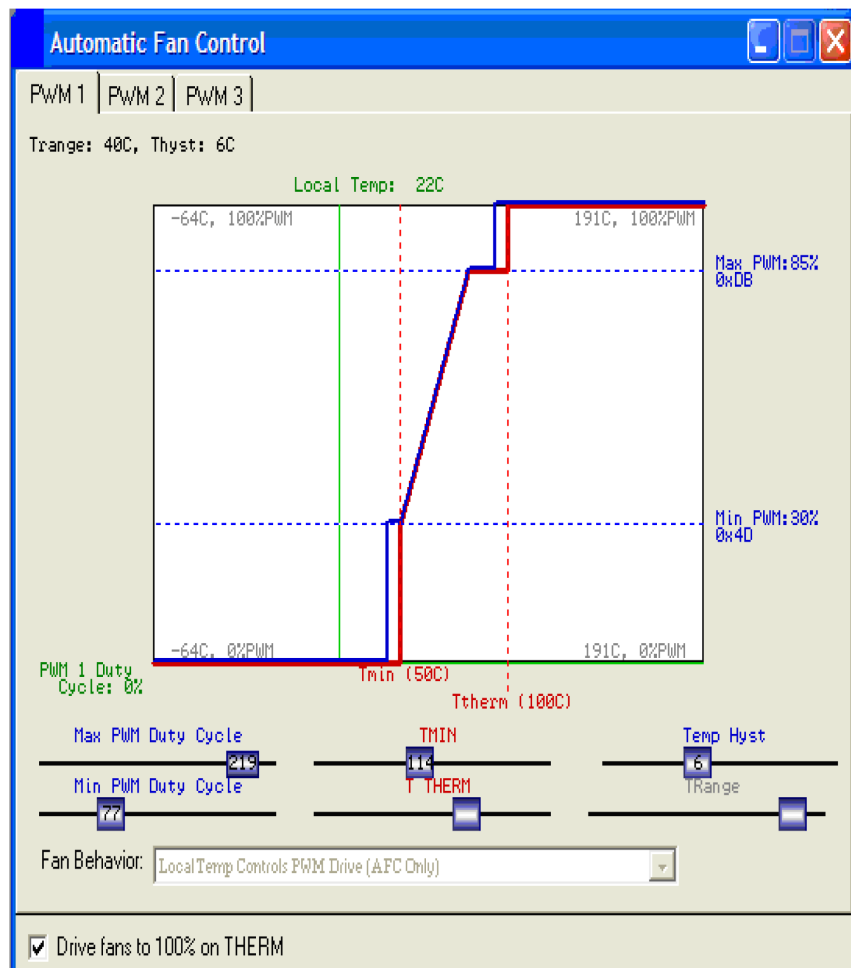 Automatic Fan Control
PWM 1 PWM 2 PWM 3
Trange: 40C, Thyst: 6C
Local Temp: 22C
-64C, 100%PWM 191C, 100%PWM
Max PWM:85%
0xDB
Min PWM:30%
0x4D
-64C, 0%PWM 191C, 0%PWM
PWM 1 Duty
Cycle: 0%
Tmin (50C)
Ttherm (100C)
Max PWM Duty Cycle TMIN Temp Hyst
219 114 6
Min PWM Duty Cycle T THERM TRange
77
Fan Behavior: Local Temp Controls PWM Drive (AFC Only)
Drive fans to 100% on THERM